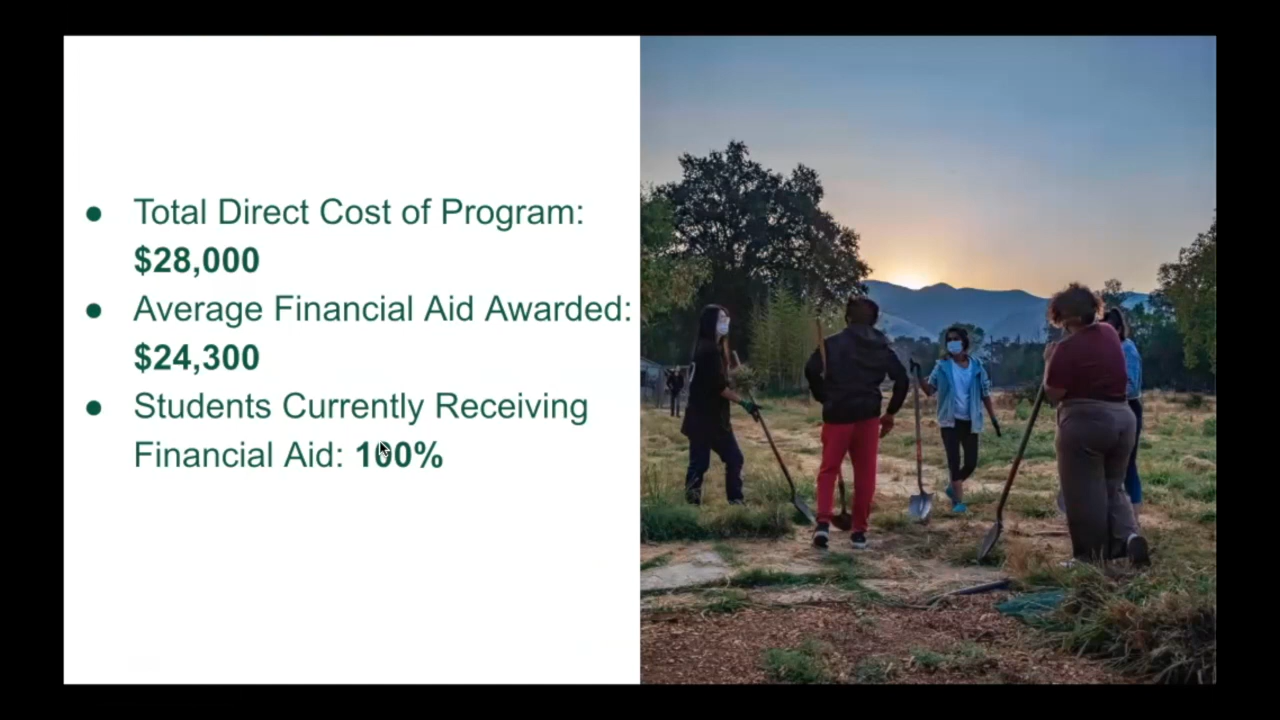 ● Total Direct Cost of Program:
$28,000
● Average Financial Aid Awarded:
$24,300
● Students Currently Receiving
Financial Aid: 100%